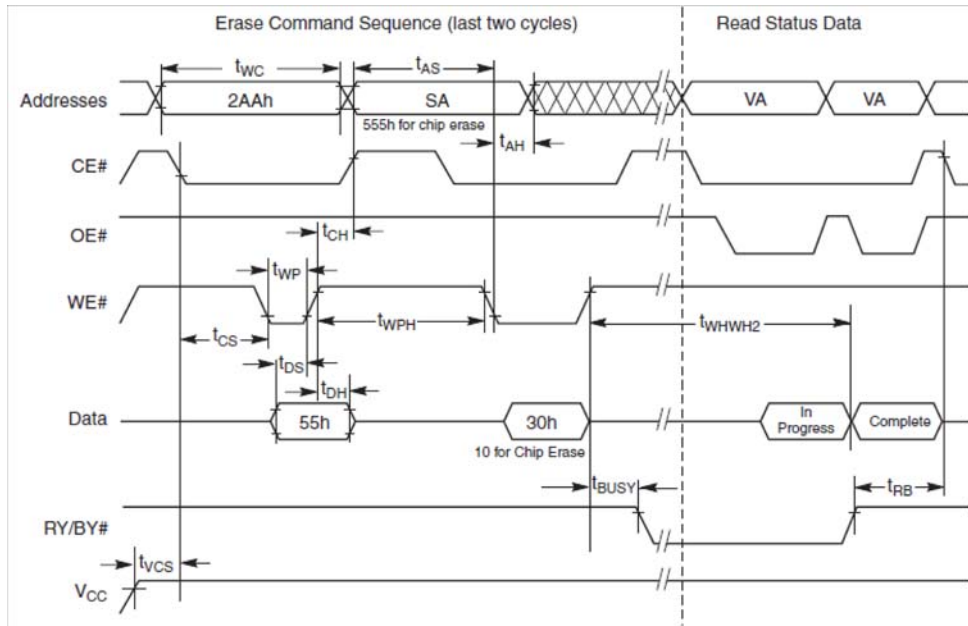 Erase Command Sequence (last two cycles)
Read Status Data
tWC
tAS
Addresses
2AAh
SA
VA
VA
555h for chip erase
tAH
CE#
OE#
tCH
tWP
WE#
tWPH
tWHWH2
tCS
tDS
tDH
Data
55h
30h
In
Progress
Complete
10 for Chip Erase
tBUSY
tRB
RY/BY#
tVCS
VCC